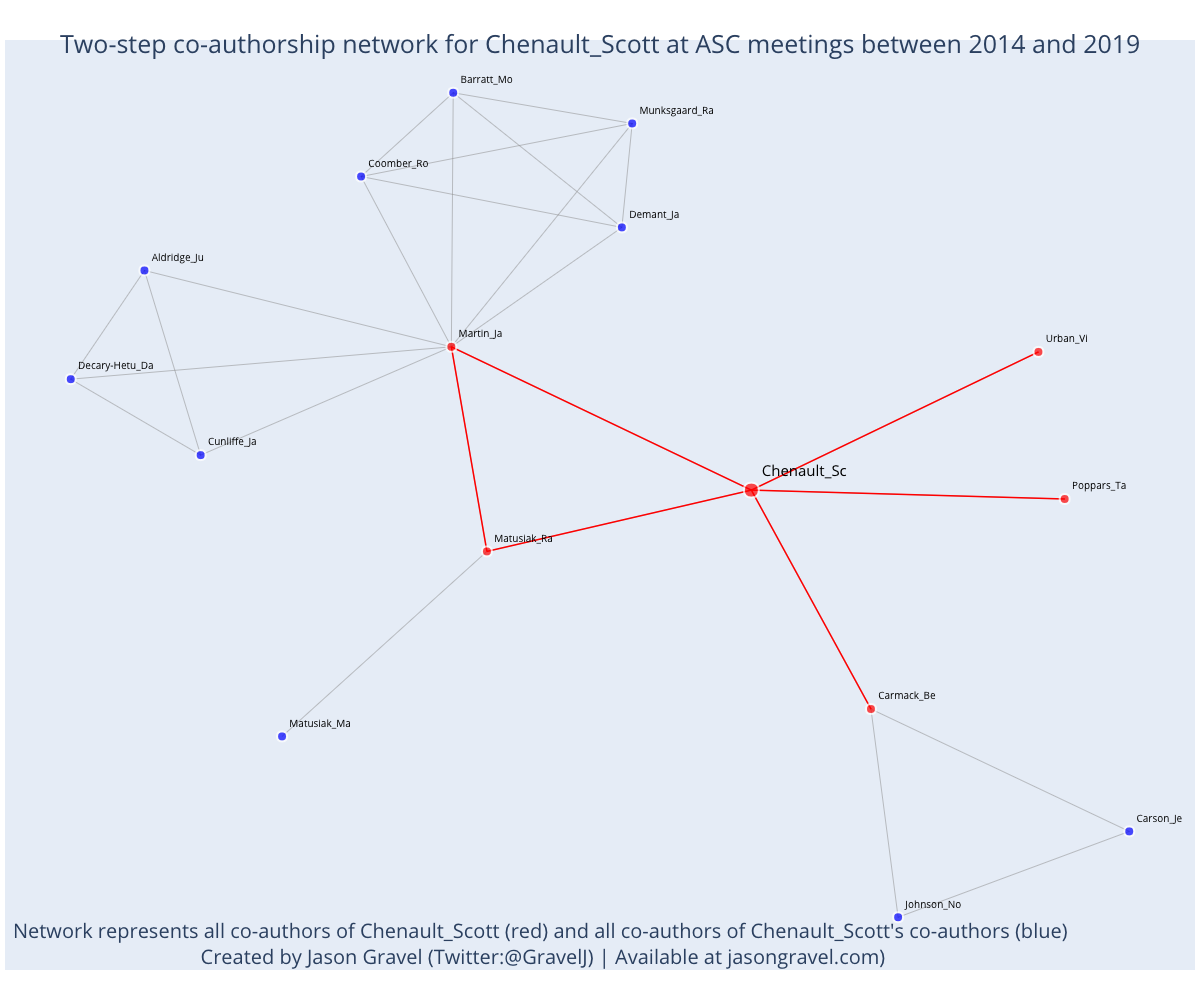 Two-step co-authorship network for Chenault_Scott at ASC meetings between 2014 and 2019
Barratt_Mo
Munksgaard_Ra
Coomber_Ro
Demant_Ja
Aldridge_Ju
Martin_Ja
Urban_Vi
Decary-Hetu_Da
Cunliffe_Ja
Chenault_Sc
Poppars_Ta
Matusiak_Ra
Carmack_Be
Matusiak_Ma
Carson_Je
Johnson_No
Network represents all co-authors of Chenault_Scott (red) and all co-authors of Chenault_Scott's co-authors (blue)
Created by Jason Gravel (Twitter:@GravelJ) | Available at jasongravel.com)